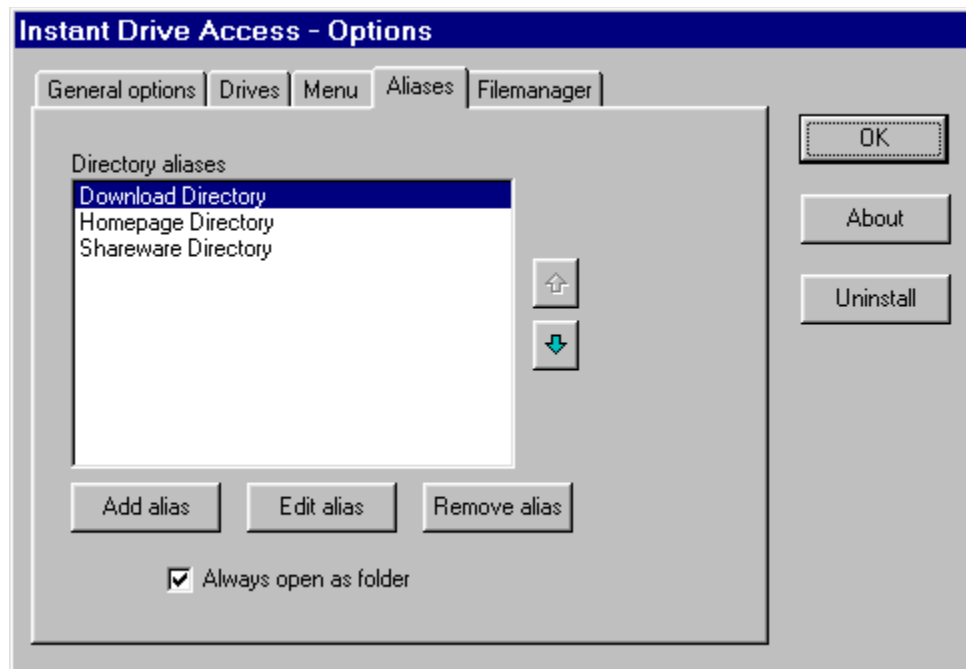 Instant Drive Access - Options
General options Drives Menu Aliases Filemanager
Directory aliases
Download Directory
Homepage Directory
Shareware Directory
Add alias Edit alias Remove alias
Always open as folder
OK
About
Uninstall